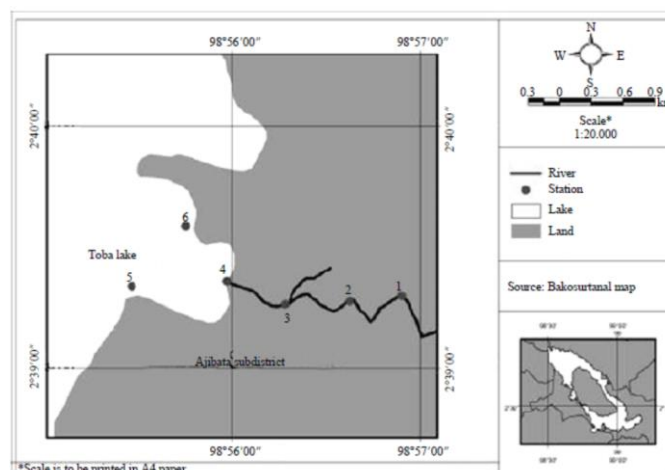 98°56'00" 98°57'00"
2°40'00"
2°40'00"
6
Toba lake
5
4
3
2
1
2°39'00"
2°39'00"
Ajibata subdistrict
98°56'00" 98°57'00"
*Scale is to be printed in A4 paper
N
W E
S
0.3 0 0.3 0.6 0.9
Scale*
1:20.000
River
Station
Lake
Land
Source: Bakosurtanal map